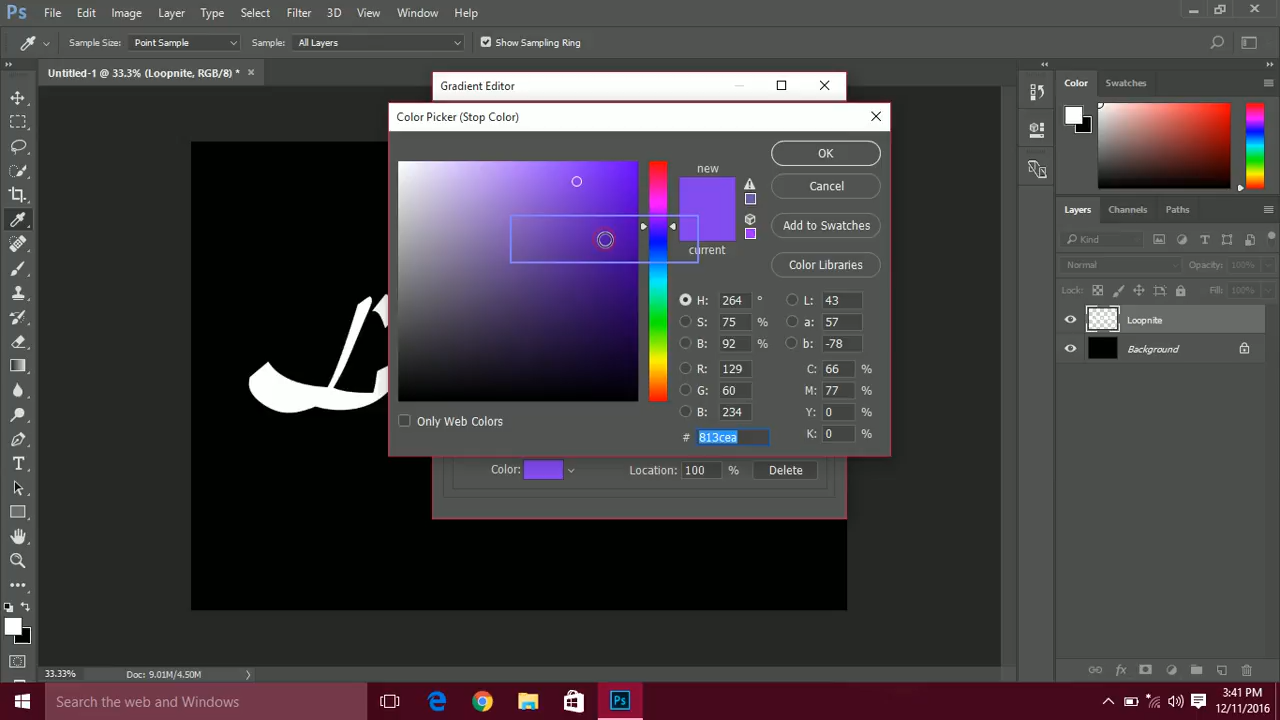 Ps File Edit Image Layer Type Select Filter 3D View Window Help
Sample Size: Point Sample Sample: All Layers Show Sampling Ring
Untitled-1 @ 33.3% (Loopnite, RGB/8) * ×
Gradient Editor
Color Picker (Stop Color)
new
current
OK
Cancel
Add to Swatches
Color Libraries
H: 264 ° L: 43
S: 75 % a: 57
B: 92 % b: -78
R: 129 C: 66 %
G: 60 M: 77 %
B: 234 Y: 0 %
# 813cea K: 0 %
Only Web Colors
Color: Location: 100 % Delete
Color Swatches
Layers Channels Paths
Kind
Normal Opacity: 100%
Lock: Fill: 100%
Loopnite
Background
33.33% Doc: 9.01M/4.50M
Search the web and Windows
Ps
3:41 PM
12/11/2016